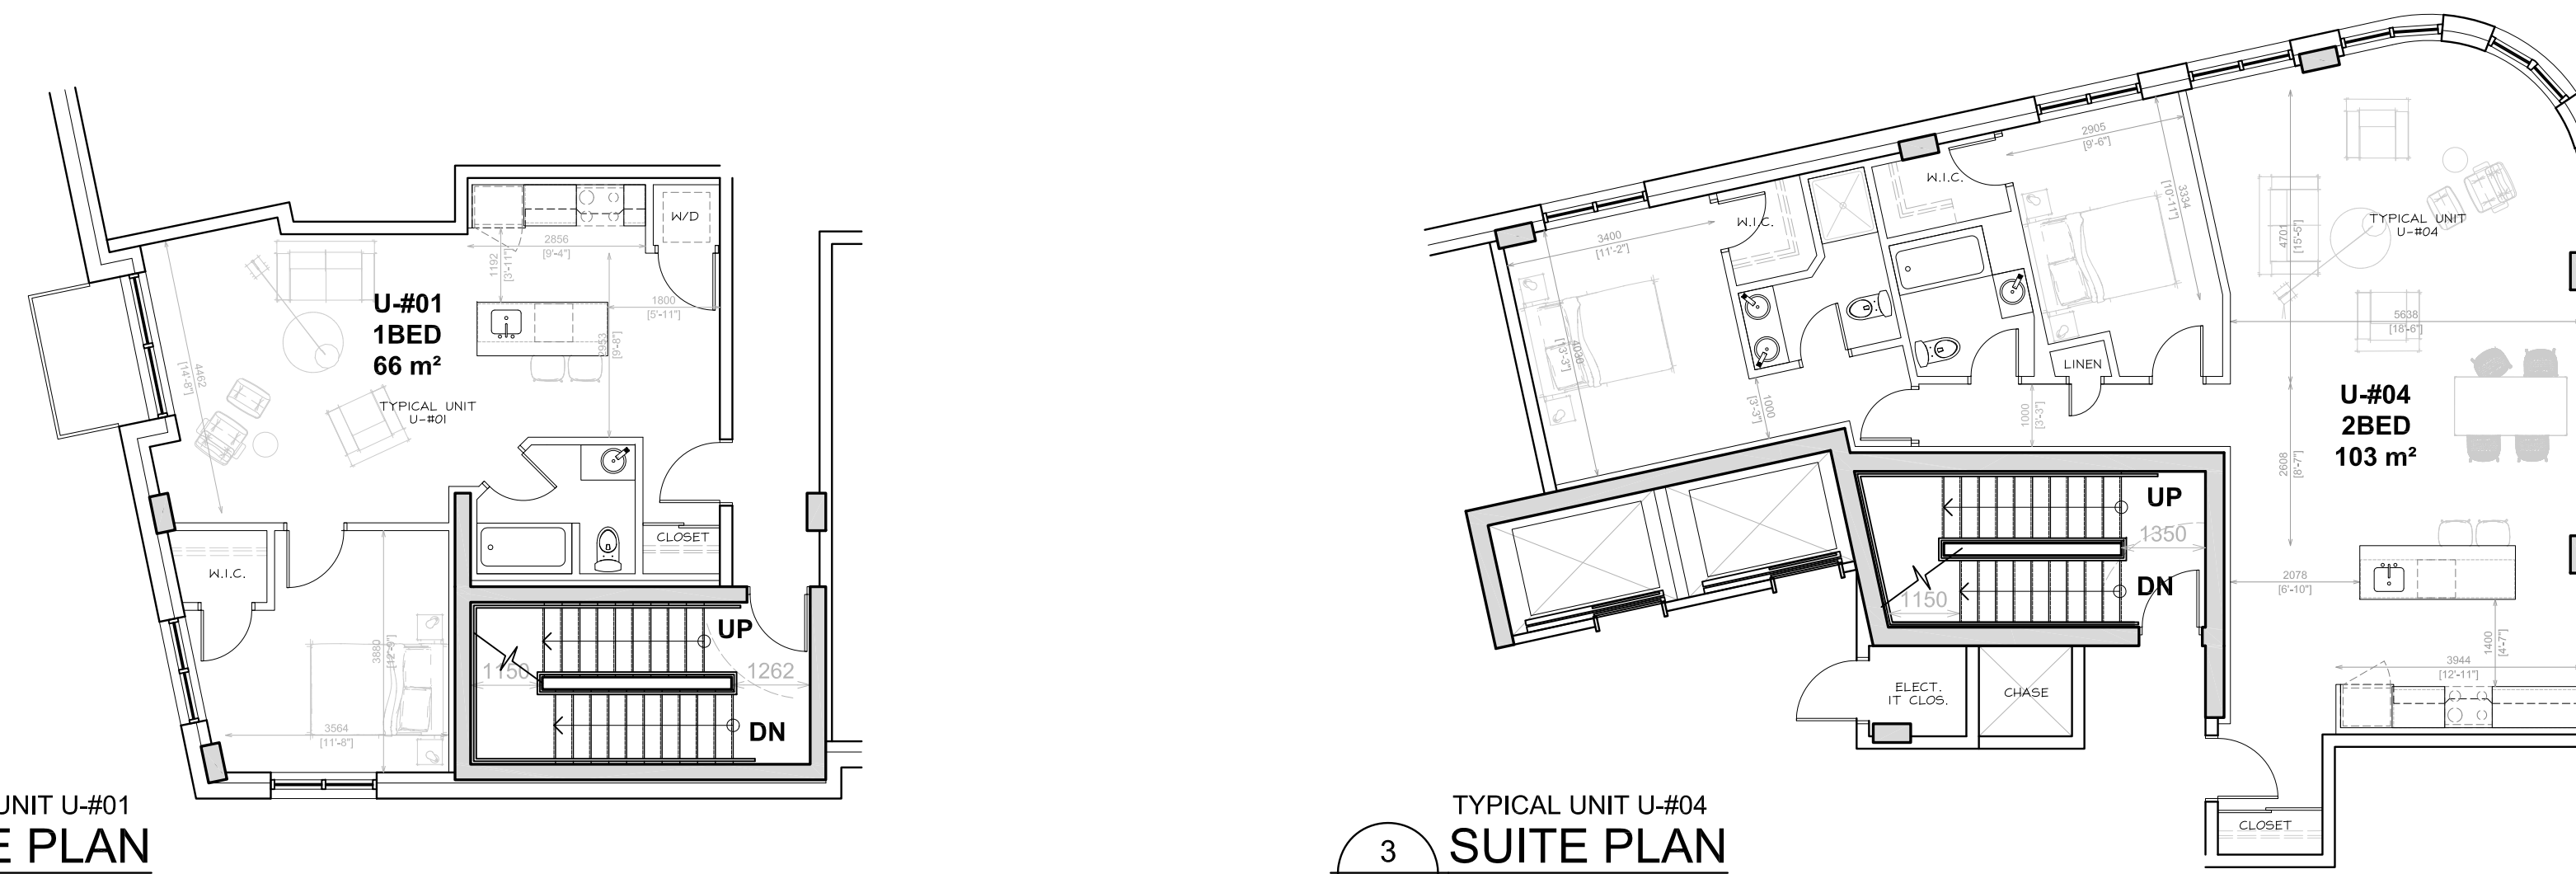 W/D
2856
[9'-4"]
1192
[3'-11"]
1800
[5'-11"]
2953
[9'-8"]
U-#01
1BED
66 m²
4462
[14'-8"]
TYPICAL UNIT
U-#01
CLOSET
W.I.C.
3880
[12'-9"]
3564
[11'-8"]
UP
1150
1262
DN
UNIT U-#01
E PLAN
2905
[9'-6"]
W.I.C.
3334
[10'-11"]
W.I.C.
3400
[11'-2"]
TYPICAL UNIT
U-#04
4701
[15'-5"]
5638
[18'-6"]
4030
[13'-3"]
LINEN
1000
[3'-3"]
1000
[3'-3"]
U-#04
2BED
103 m²
2608
[8'-7"]
UP
1350
DN
1150
2078
[6'-10"]
1400
[4'-7"]
3944
[12'-11"]
ELECT.
IT CLOS.
CHASE
CLOSET
TYPICAL UNIT U-#04
3 SUITE PLAN